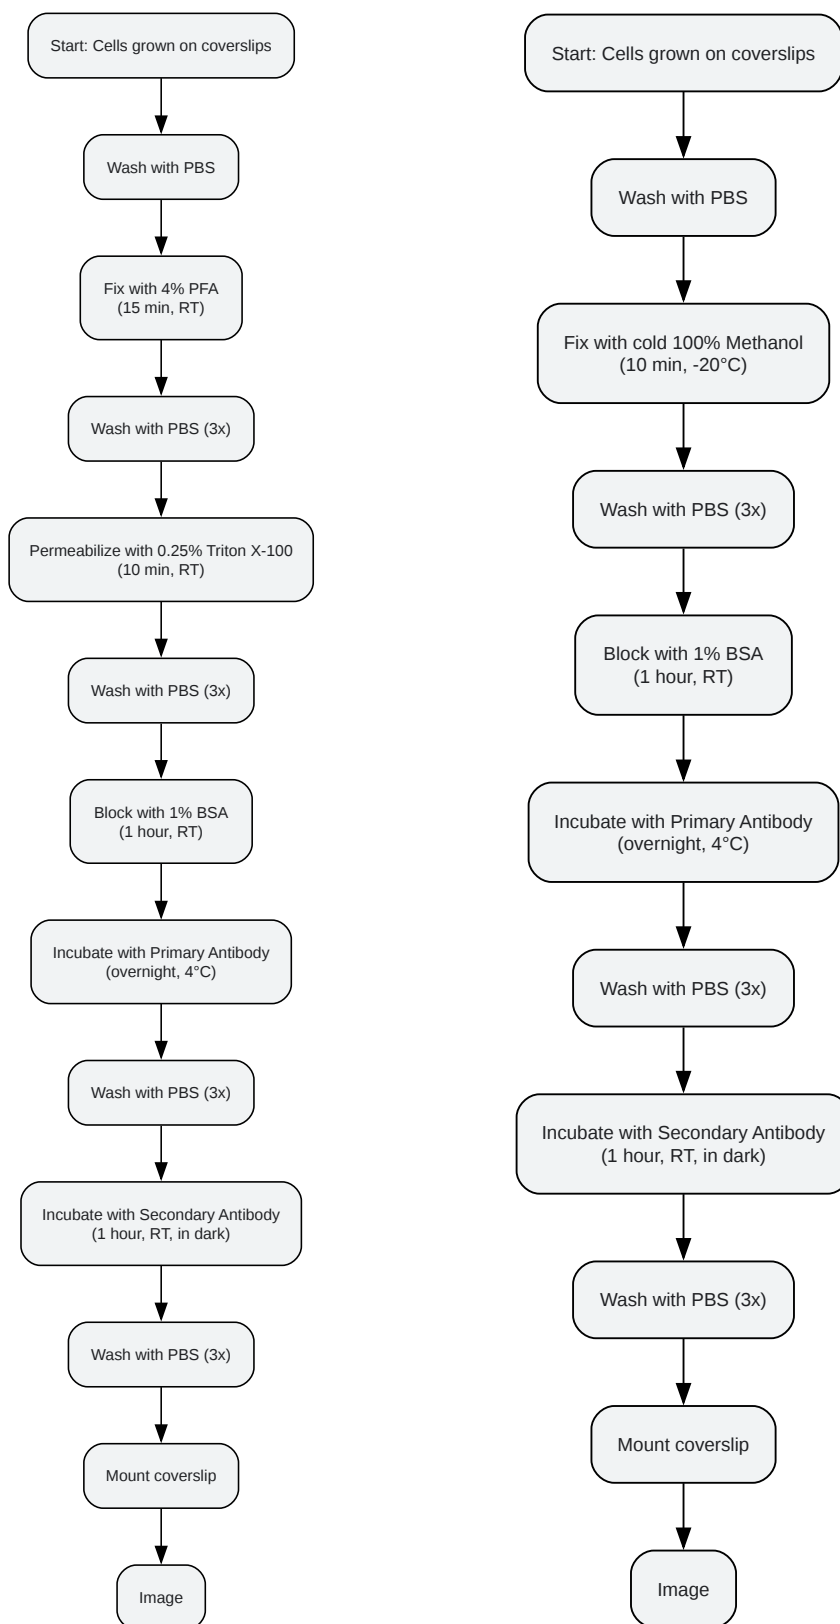 Start: Cells grown on coverslips
Wash with PBS
Fix with 4% PFA
(15 min, RT)
Wash with PBS (3x)
Permeabilize with 0.25% Triton X-100
(10 min, RT)
Wash with PBS (3x)
Block with 1% BSA
(1 hour, RT)
Incubate with Primary Antibody
(overnight, 4°C)
Wash with PBS (3x)
Incubate with Secondary Antibody
(1 hour, RT, in dark)
Wash with PBS (3x)
Mount coverslip
Image
Start: Cells grown on coverslips
Wash with PBS
Fix with cold 100% Methanol
(10 min, -20°C)
Wash with PBS (3x)
Block with 1% BSA
(1 hour, RT)
Incubate with Primary Antibody
(overnight, 4°C)
Wash with PBS (3x)
Incubate with Secondary Antibody
(1 hour, RT, in dark)
Wash with PBS (3x)
Mount coverslip
Image